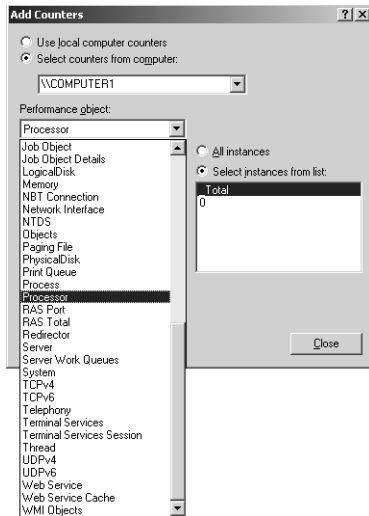 Add Counters
Use local computer counters
Select counters from computer:
\\COMPUTER1
Performance object:
Processor
Job Object
Job Object Details
LogicalDisk
Memory
NBT Connection
Network Interface
NTDS
Objects
Paging File
PhysicalDisk
Print Queue
Process
Processor
RAS Port
RAS Total
Redirector
Server
Server Work Queues
System
TCPv4
TCPv6
Telephony
Terminal Services
Terminal Services Session
Thread
UDPv4
UDPv6
Web Service
Web Service Cache
WMI Objects
All instances
Select instances from list:
_Total
0
Close